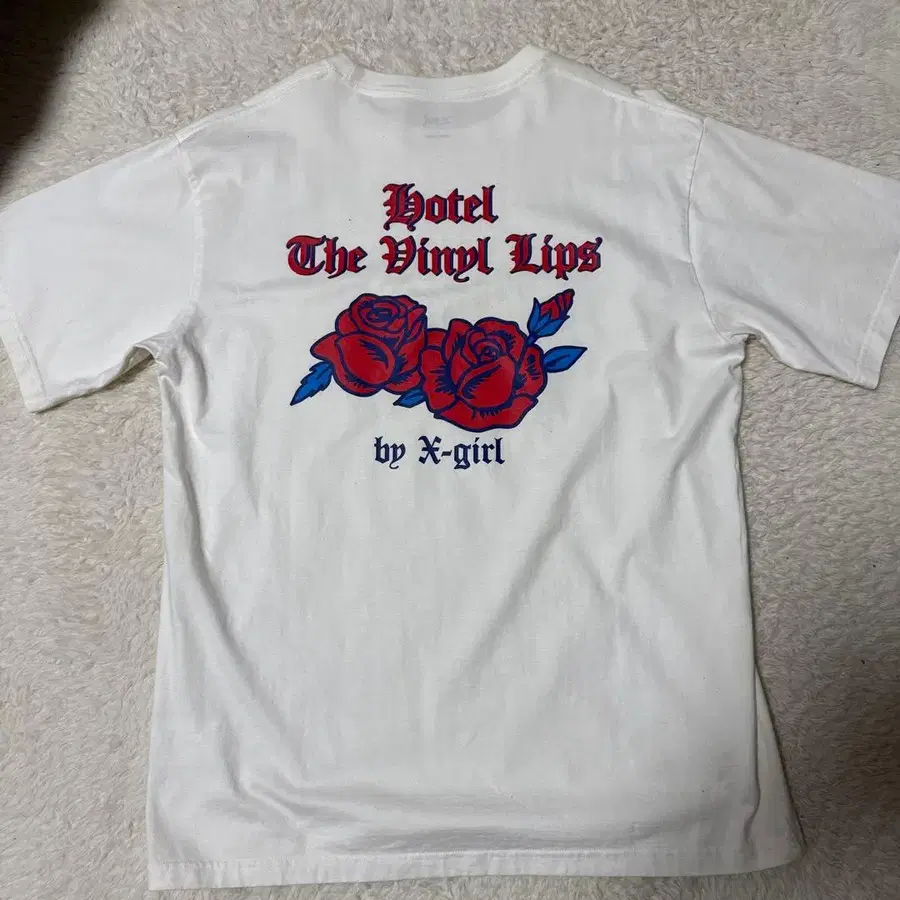 Hotel
The Vinyl Lips
by X-girl